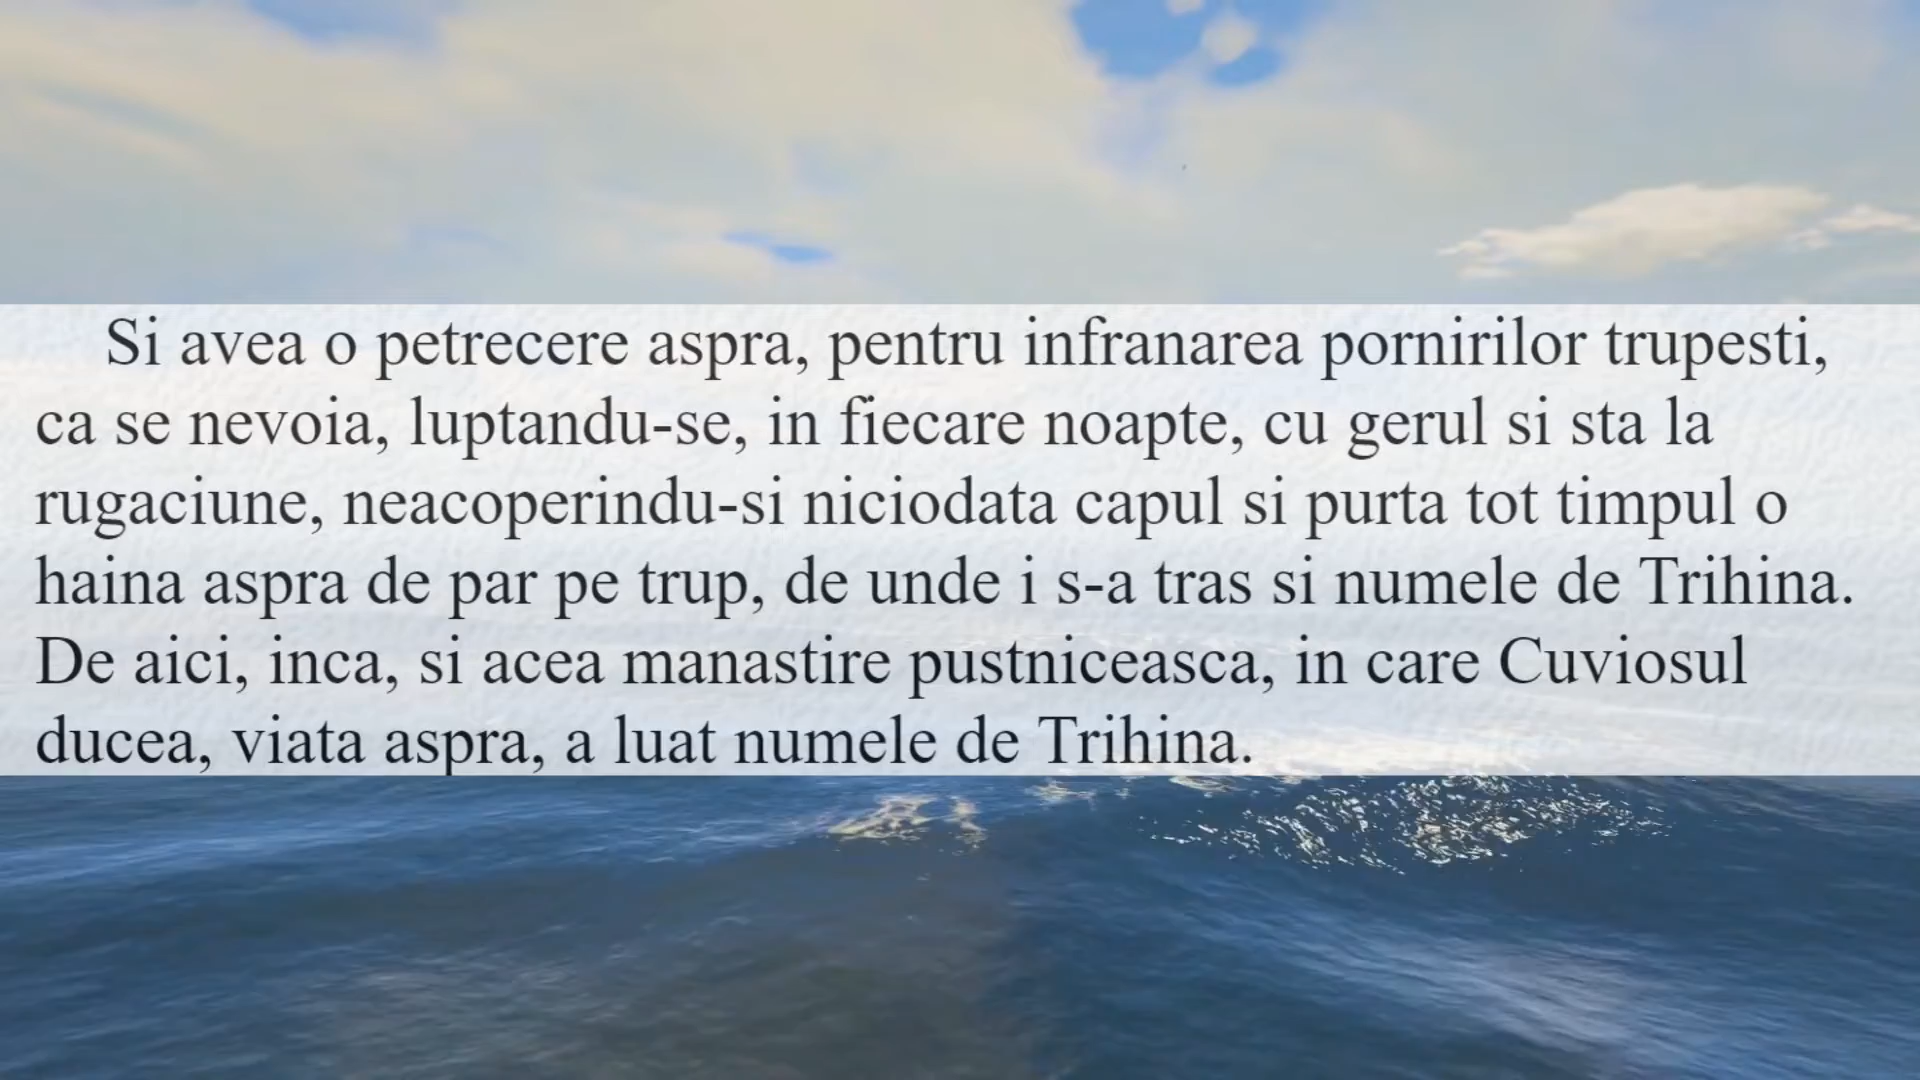 Si avea o petrecere aspra, pentru infranarea pornirilor trupesti,
ca se nevoia, luptandu-se, in fiecare noapte, cu gerul si sta la
rugaciune, neacoperindu-si niciodata capul si purta tot timpul o
haina aspra de par pe trup, de unde i s-a tras si numele de Trihina.
De aici, inca, si acea manastire pustniceasca, in care Cuviosul
ducea, viata aspra, a luat numele de Trihina.